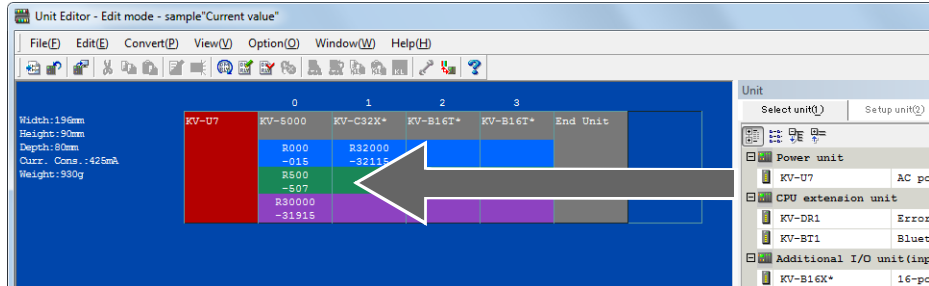 Unit Editor - Edit mode - sample"Current value"
File(F) Edit(E) Convert(P) View(V) Option(O) Window(W) Help(H)
Unit
Select unit(1) Setup unit(2)
0 1 2 3
Width:196mm
Height:90mm
Depth:80mm
Curr. Cons.:425mA
Weight:930g
KV-U7 KV-5000 KV-C32X* KV-B16T* KV-B16T* End Unit
R000 R32000
-015 -32115
R500
-507
R30000
-31915
Power unit
KV-U7 AC po
CPU extension unit
KV-DR1 Error
KV-BT1 Bluet
Additional I/O unit(inp
KV-B16X* 16-po